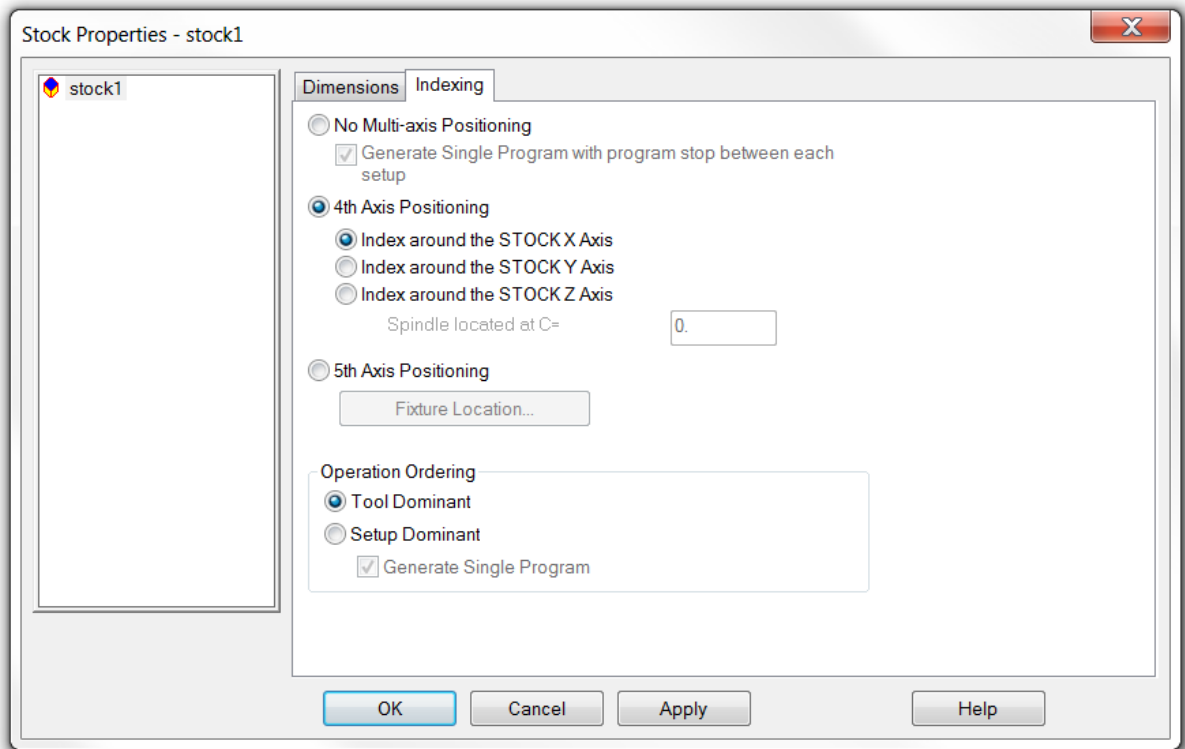 Stock Properties - stock1
stock1
Dimensions
Indexing
No Multi-axis Positioning
Generate Single Program with program stop between each
setup
4th Axis Positioning
Index around the STOCK X Axis
Index around the STOCK Y Axis
Index around the STOCK Z Axis
Spindle located at C=
0.
5th Axis Positioning
Fixture Location...
Operation Ordering
Tool Dominant
Setup Dominant
Generate Single Program
OK
Cancel
Apply
Help